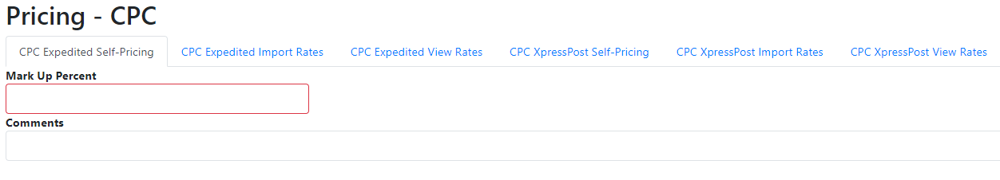 Pricing - CPC
CPC Expedited Self-Pricing CPC Expedited Import Rates CPC Expedited View Rates CPC XpressPost Self-Pricing CPC XpressPost Import Rates CPC XpressPost View Rates
Mark Up Percent
Comments